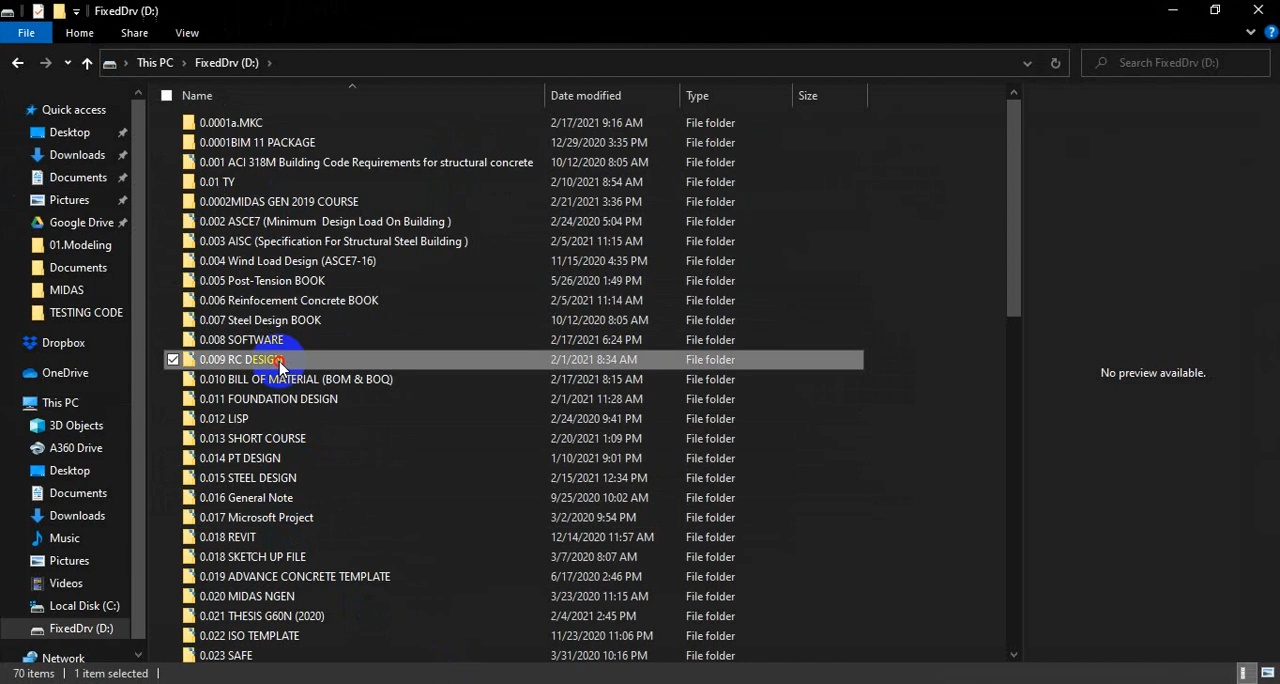 FixedDrv (D:)
File Home Share View
This PC FixedDrv (D:) Search FixedDrv (D:)
Name Date modified Type Size
Quick access
Desktop
Downloads
Documents
Pictures
Google Drive
01.Modeling
Documents
MIDAS
TESTING CODE
Dropbox
OneDrive
This PC
3D Objects
A360 Drive
Desktop
Documents
Downloads
Music
Pictures
Videos
Local Disk (C:)
FixedDrv (D:)
Network
0.0001a.MKC 2/17/2021 9:16 AM File folder
0.0001BIM 11 PACKAGE 12/29/2020 3:35 PM File folder
0.001 ACI 318M Building Code Requirements for structural concrete 10/12/2020 8:05 AM File folder
0.01 TY 2/10/2021 8:54 AM File folder
0.0002MIDAS GEN 2019 COURSE 2/21/2021 3:36 PM File folder
0.002 ASCE7 (Minimum Design Load On Building ) 2/24/2020 5:04 PM File folder
0.003 AISC (Specification For Structural Steel Building ) 2/5/2021 11:15 AM File folder
0.004 Wind Load Design (ASCE7-16) 11/15/2020 4:35 PM File folder
0.005 Post-Tension BOOK 5/26/2020 1:49 PM File folder
0.006 Reinfocement Concrete BOOK 2/5/2021 11:14 AM File folder
0.007 Steel Design BOOK 10/12/2020 8:05 AM File folder
0.008 SOFTWARE 2/17/2021 6:24 PM File folder
0.009 RC DESIGN 2/1/2021 8:34 AM File folder
0.010 BILL OF MATERIAL (BOM & BOQ) 2/17/2021 8:15 AM File folder
0.011 FOUNDATION DESIGN 2/1/2021 11:28 AM File folder
0.012 LISP 2/24/2020 9:41 PM File folder
0.013 SHORT COURSE 2/20/2021 1:09 PM File folder
0.014 PT DESIGN 1/10/2021 9:01 PM File folder
0.015 STEEL DESIGN 2/15/2021 12:34 PM File folder
0.016 General Note 9/25/2020 10:02 AM File folder
0.017 Microsoft Project 3/2/2020 9:54 PM File folder
0.018 REVIT 12/14/2020 11:57 AM File folder
0.018 SKETCH UP FILE 3/7/2020 8:07 AM File folder
0.019 ADVANCE CONCRETE TEMPLATE 6/17/2020 2:46 PM File folder
0.020 MIDAS NGEN 3/23/2020 11:15 AM File folder
0.021 THESIS G60N (2020) 2/4/2021 2:45 PM File folder
0.022 ISO TEMPLATE 11/23/2020 11:06 PM File folder
0.023 SAFE 3/31/2020 10:16 PM File folder
No preview available.
70 items 1 item selected